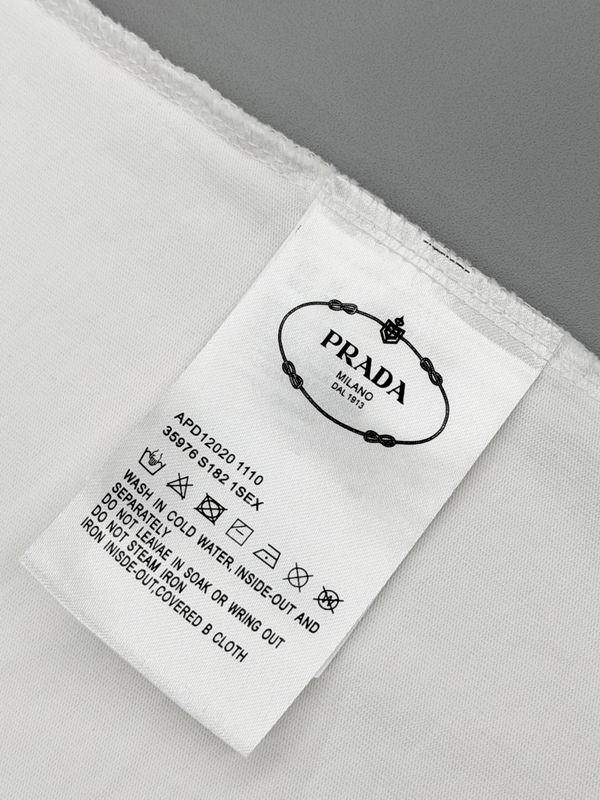 PRADA
MILANO
DAL 1913
APD12020 1110
35976 S182 1SEX
WASH IN COLD WATER, INSIDE-OUT AND
SEPARATELY
DO NOT LEAVAE IN SOAK OR WRING OUT
DO NOT STEAM IRON
IRON INISDE-OUT,COVERED B CLOTH